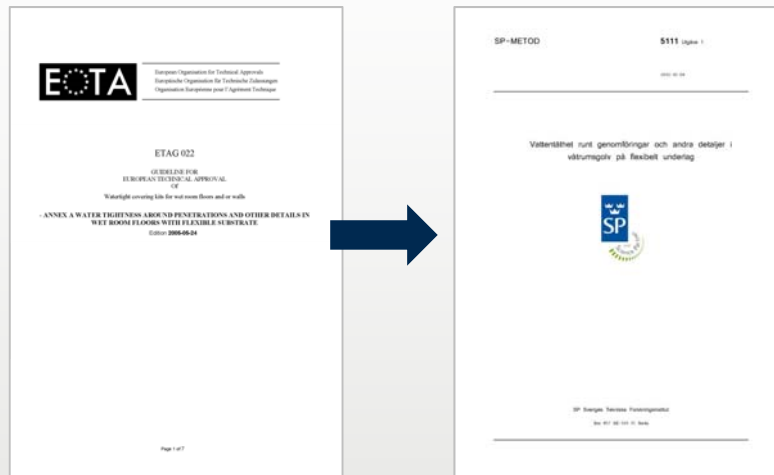 EOTA
European Organisation for Technical Approvals
Europäische Organisation für Technische Zulassungen
Organisation Européenne pour l'Agrément Technique
ETAG 022
GUIDELINE FOR
EUROPEAN TECHNICAL APPROVAL
OF
Watertight covering kits for wet room floors and or walls
- ANNEX A WATER TIGHTNESS AROUND PENETRATIONS AND OTHER DETAILS IN
WET ROOM FLOORS WITH FLEXIBLE SUBSTRATE
Edition 2005-05-24
Page 1 of 7
SP-METOD 5111 Utgåva 1
Vattentäthet runt genomföringar och andra detaljer i
våtrumsgolv på flexibelt underlag
SP
SP Sveriges Tekniska Forskningsinstitut